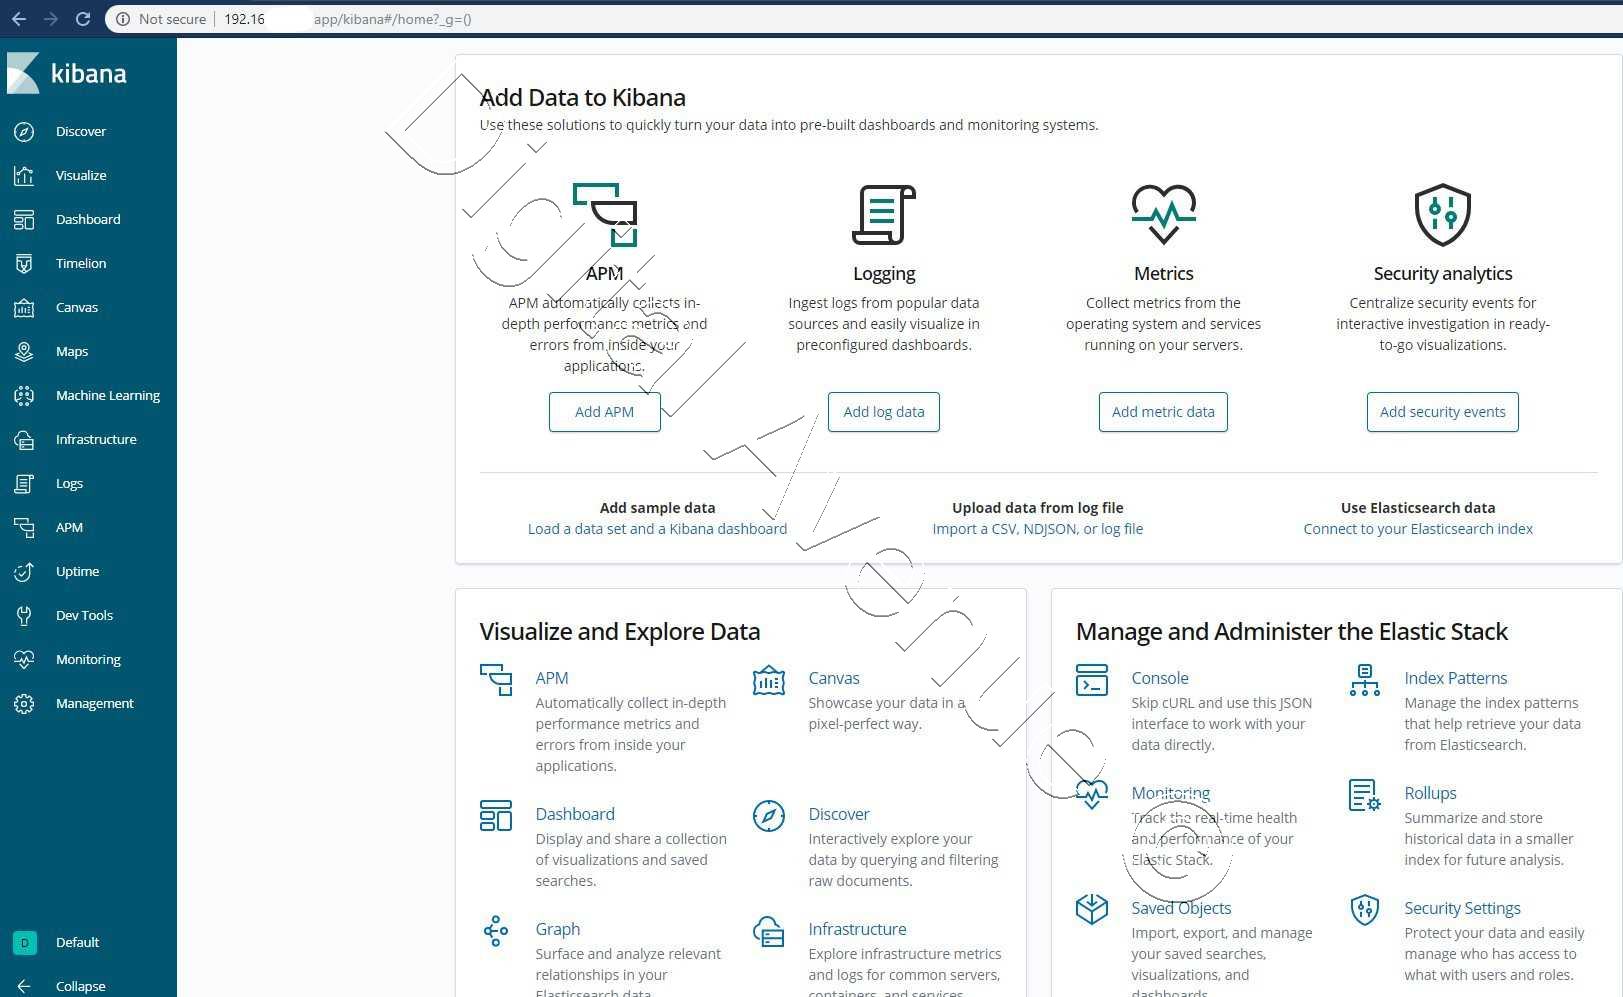 Not secure
192.16
app/kibana#/home?_g=()
kibana
Discover
Visualize
Dashboard
Timelion
Canvas
Maps
Machine Learning
Infrastructure
Logs
APM
Uptime
Dev Tools
Monitoring
Management
D
Default
Collapse
Add Data to Kibana
Use these solutions to quickly turn your data into pre-built dashboards and monitoring systems.
APM
APM automatically collects in-
depth performance metrics and
errors from inside your
applications.
Add APM
Logging
Ingest logs from popular data
sources and easily visualize in
preconfigured dashboards.
Add log data
Metrics
Collect metrics from the
operating system and services
running on your servers.
Add metric data
Security analytics
Centralize security events for
interactive investigation in ready-
to-go visualizations.
Add security events
Add sample data
Load a data set and a Kibana dashboard
Upload data from log file
Import a CSV, NDJSON, or log file
Use Elasticsearch data
Connect to your Elasticsearch index
Visualize and Explore Data
APM
Automatically collect in-depth
performance metrics and
errors from inside your
applications.
Canvas
Showcase your data in a
pixel-perfect way.
Dashboard
Display and share a collection
of visualizations and saved
searches.
Discover
Interactively explore your
data by querying and filtering
raw documents.
Graph
Surface and analyze relevant
relationships in your
Elasticsearch data.
Infrastructure
Explore infrastructure metrics
and logs for common servers,
containers, and services.
Manage and Administer the Elastic Stack
Console
Skip cURL and use this JSON
interface to work with your
data directly.
Index Patterns
Manage the index patterns
that help retrieve your data
from Elasticsearch.
Monitoring
Track the real-time health
and performance of your
Elastic Stack.
Rollups
Summarize and store
historical data in a smaller
index for future analysis.
Saved Objects
Import, export, and manage
your saved searches,
visualizations, and
dashboards.
Security Settings
Protect your data and easily
manage who has access to
what with users and roles.
Digital Avenue @